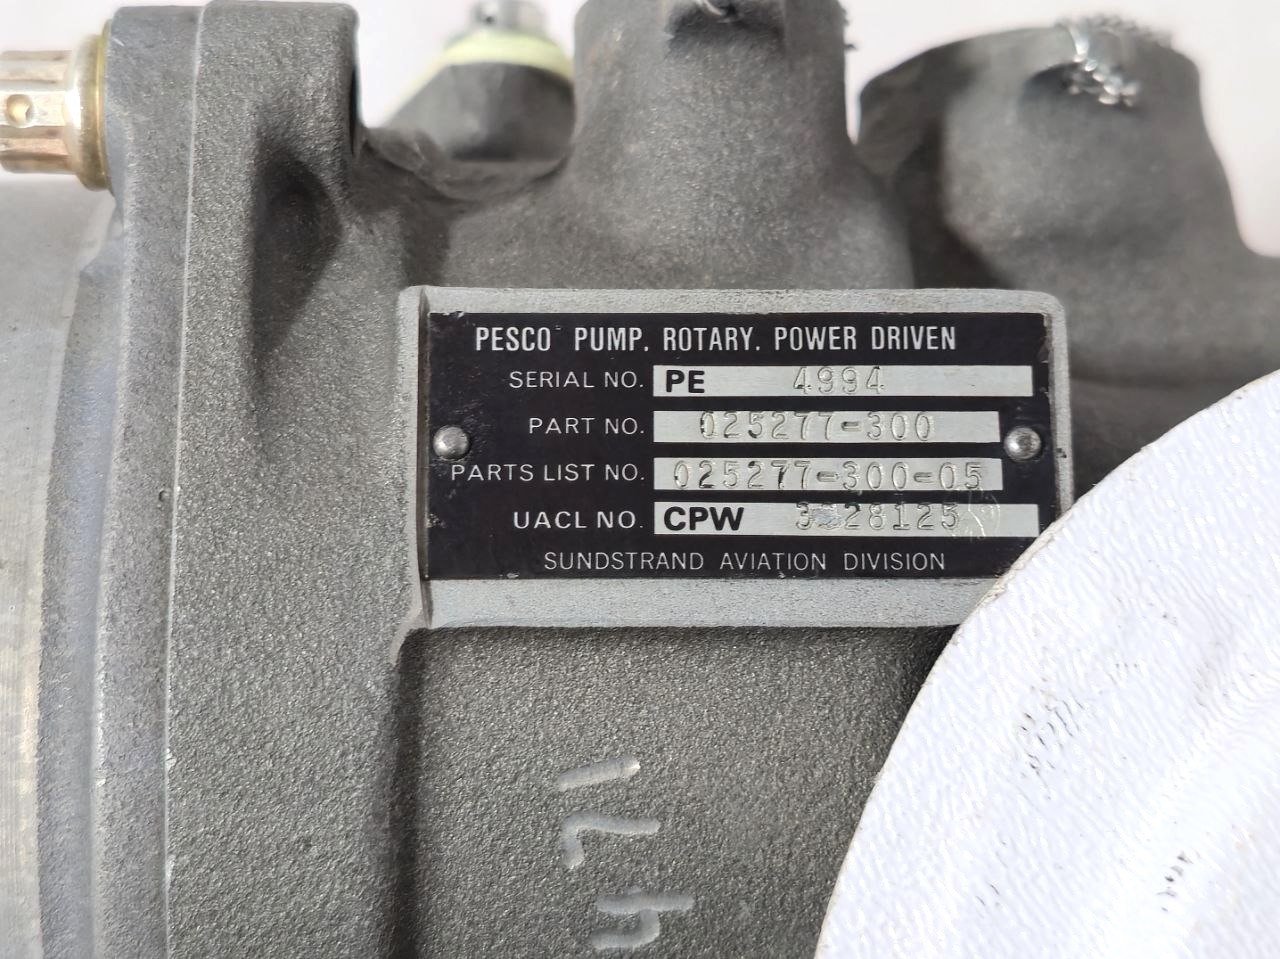 PESCO PUMP. ROTARY. POWER DRIVEN
SERIAL NO. PE 4994
PART NO. 025277-300
PARTS LIST NO. 025277-300-05
UACL NO. CPW
SUNDSTRAND AVIATION DIVISION